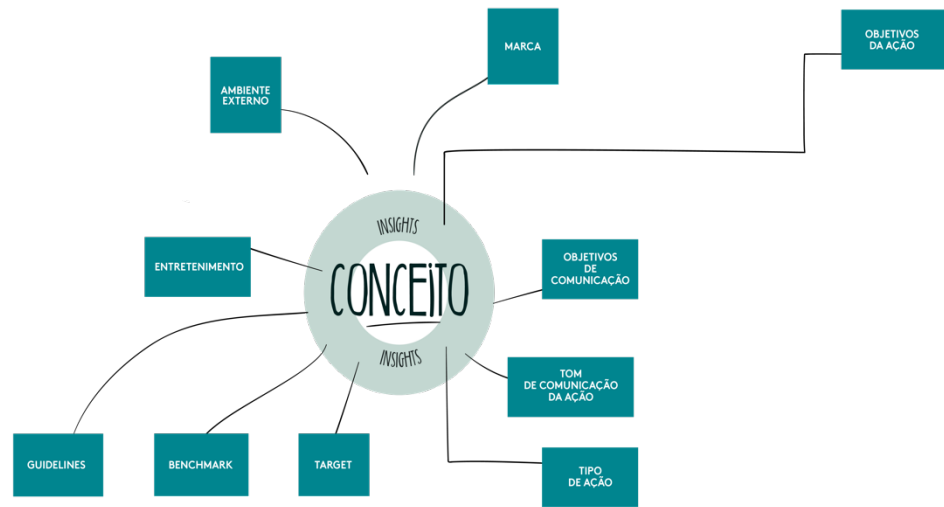 MARCA
OBJETIVOS
DA AÇÃO
AMBIENTE
EXTERNO
INSIGHTS
ENTRETENIMENTO
CONCEiTO
OBJETIVOS
DE
COMUNICAÇÃO
INSIGHTS
TOM
DE COMUNICAÇÃO
DA AÇÃO
GUIDELINES
BENCHMARK
TARGET
TIPO
DE AÇÃO